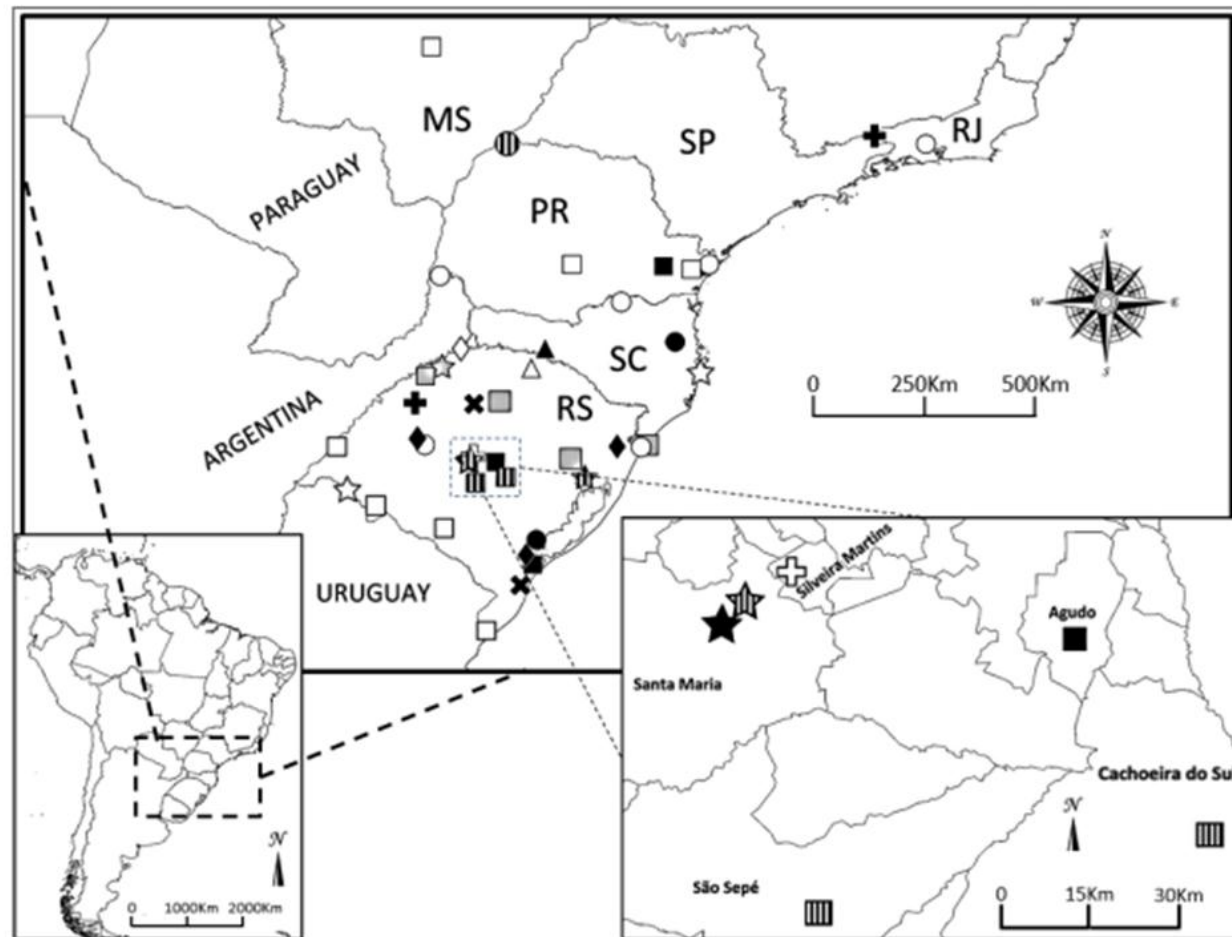 MS
SP
RJ
PARAGUAY
PR
N
W
E
S
SC
0 250Km 500Km
ARGENTINA
RS
URUGUAY
Silveira Martins
Agudo
Santa Maria
Cachoeira do Su
N
N
São Sepé
0 15Km 30Km
0 1000Km 2000Km